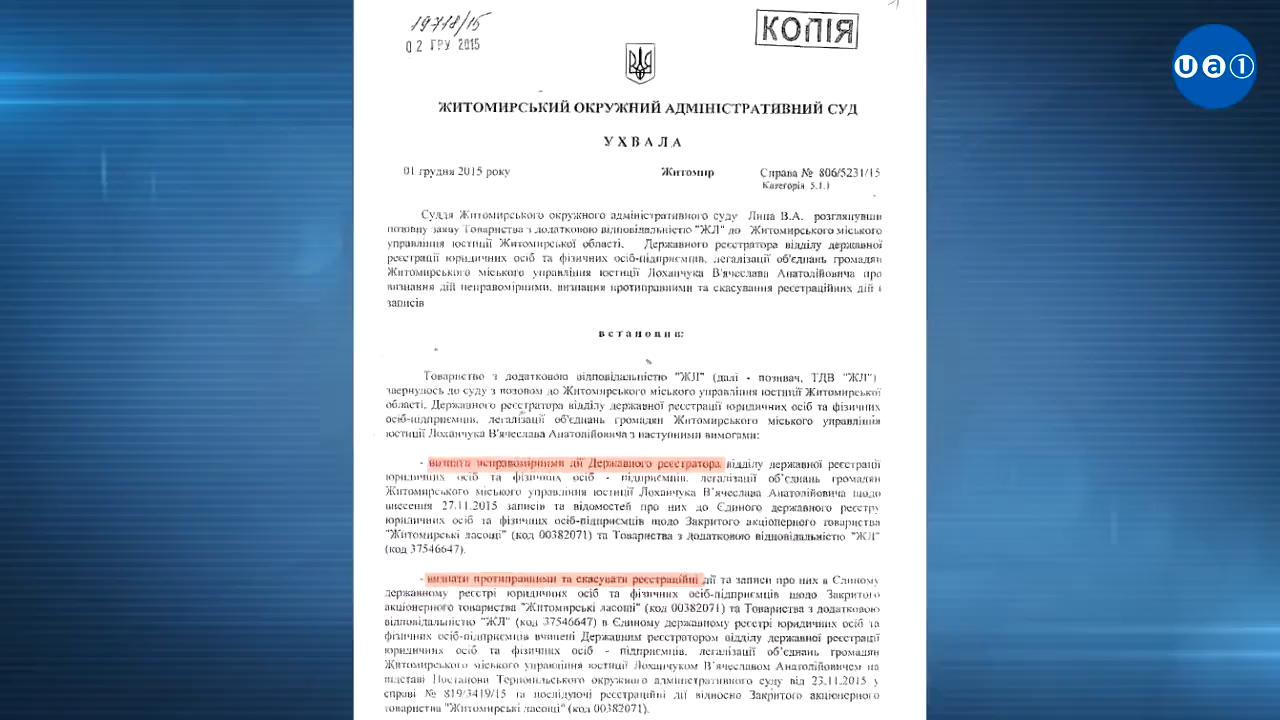 19718/15
КОПІЯ
02 ГРУ 2015
ua1
ЖИТОМИРСЬКИЙ ОКРУЖНИЙ АДМІНІСТРАТИВНИЙ СУД
УХВАЛА
01 грудня 2015 року Житомир Справа № 806/5231/15
Категорія 5.1.1
Суддя Житомирського окружного адміністративного суду Липа В.А. розглянувши
позовну заяву Товариства з додатковою відповідальністю "ЖЛ" до Житомирського міського
управління юстиції Житомирської області, Державного реєстратора відділу державної
реєстрації юридичних осіб та фізичних осіб-підприємців, легалізації об'єднань громадян
Житомирського міського управління юстиції Лоханчука В'ячеслава Анатолійовича про
визнання дій неправомірними, визнання протиправними та скасування реєстраційних дій і
записів
встановив:
Товариство з додатковою відповідальністю "ЖЛ" (далі - позивач, ТДВ "ЖЛ")
звернулось до суду з позовом до Житомирського міського управління юстиції Житомирської
області, Державного реєстратора відділу державної реєстрації юридичних осіб та фізичних
осіб-підприємців, легалізації об'єднань громадян Житомирського міського управління
юстиції Лоханчука В'ячеслава Анатолійовича з наступними вимогами:
- визнати неправомірними дії Державного реєстратора відділу державної реєстрації
юридичних осіб та фізичних осіб - підприємців, легалізації об'єднань громадян
Житомирського міського управління юстиції Лоханчука В'ячеслава Анатолійовича щодо
внесення 27.11.2015 записів та відомостей про них до Єдиного державного реєстру
юридичних осіб та фізичних осіб-підприємців щодо Закритого акціонерного товариства
"Житомирські ласощі" (код 00382071) та Товариства з додатковою відповідальністю "ЖЛ"
(код 37546647).
- визнати протиправними та скасувати реєстраційні дії та записи про них в Єдиному
державному реєстрі юридичних осіб та фізичних осіб-підприємців щодо Закритого
акціонерного товариства "Житомирські ласощі" (код 00382071) та Товариства з додатковою
відповідальністю "ЖЛ" (код 37546647) в Єдиному державному реєстрі юридичних осіб та
фізичних осіб-підприємців вчинені Державним реєстратором відділу державної реєстрації
юридичних осіб та фізичних осіб - підприємців, легалізації об'єднань громадян
Житомирського міського управління юстиції Лоханчуком В'ячеславом Анатолійовичем на
підставі Постанови Тернопільського окружного адміністративного суду від 23.11.2015 у
справі № 819/3419/15 та послідуючі реєстраційні дії відносно Закритого акціонерного
товариства "Житомирські ласощі" (код 00382071).